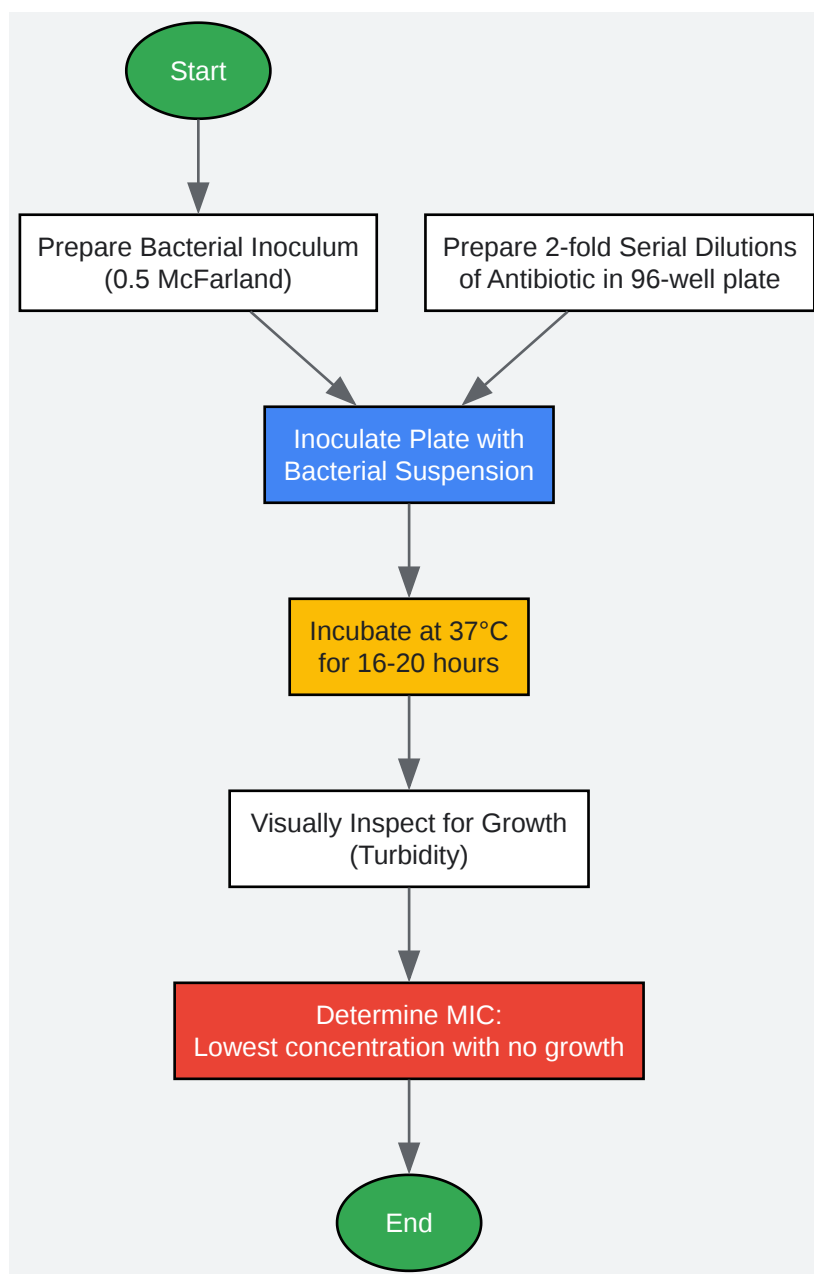 Start
Prepare Bacterial Inoculum
(0.5 McFarland)
Prepare 2-fold Serial Dilutions
of Antibiotic in 96-well plate
Inoculate Plate with
Bacterial Suspension
Incubate at 37°C
for 16-20 hours
Visually Inspect for Growth
(Turbidity)
Determine MIC:
Lowest concentration with no growth
End